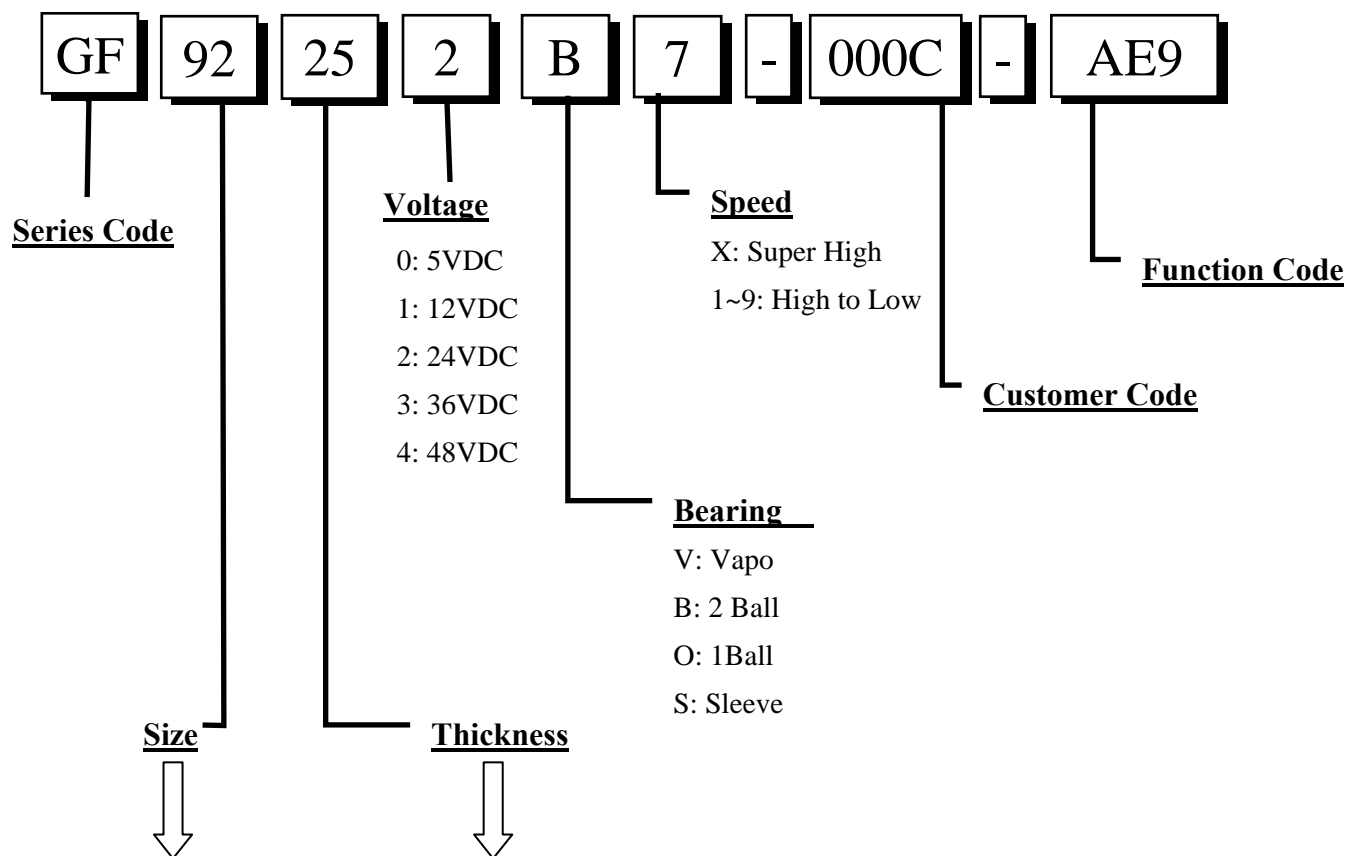 GF 92 25 2 B 7 - 000C - AE9
Series Code
Voltage
0: 5VDC
1: 12VDC
2: 24VDC
3: 36VDC
4: 48VDC
Speed
X: Super High
1~9: High to Low
Function Code
Customer Code
Bearing
V: Vapo
B: 2 Ball
O: 1Ball
S: Sleeve
Size
Thickness